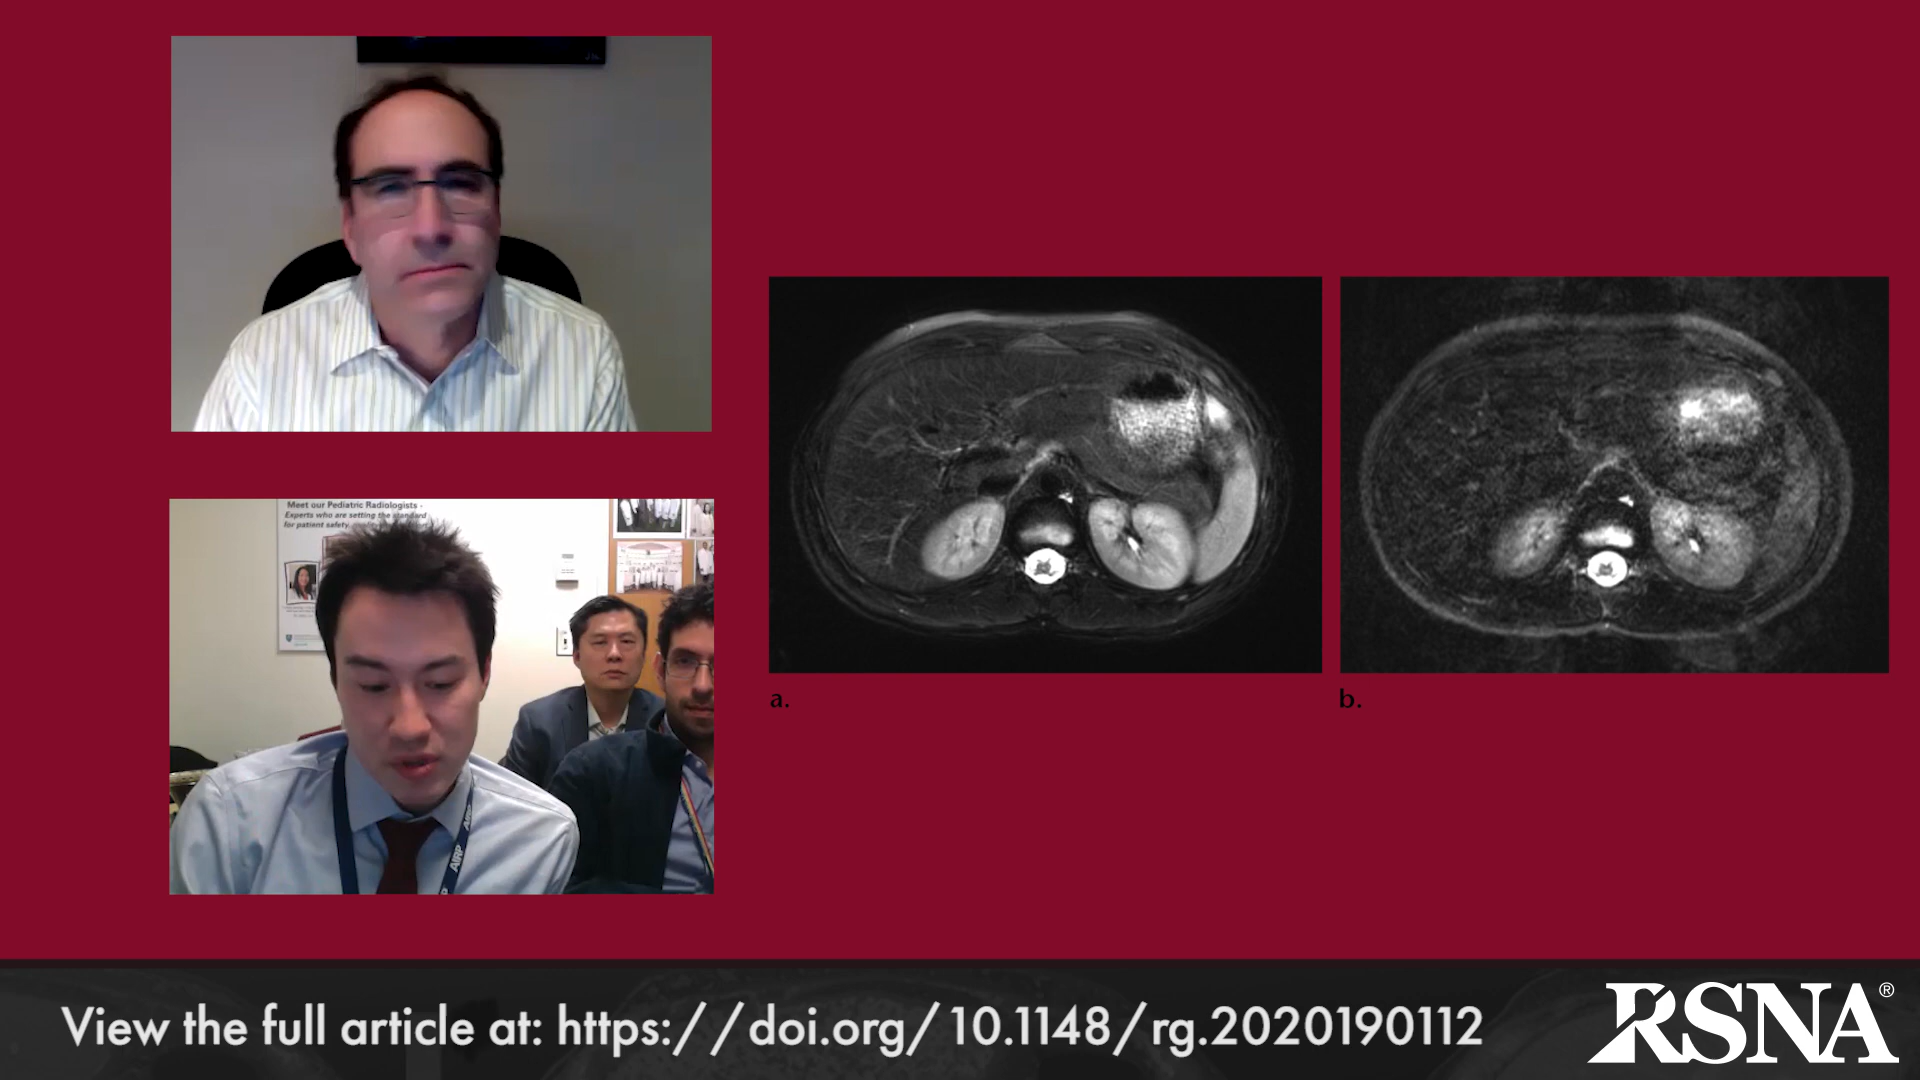 Meet our Pediatric Radiologists -
Experts who are setting the standard
for patient safety,
AIRP
AIRP
a.
b.
View the full article at: https://doi.org/10.1148/rg.2020190112
RSNA®